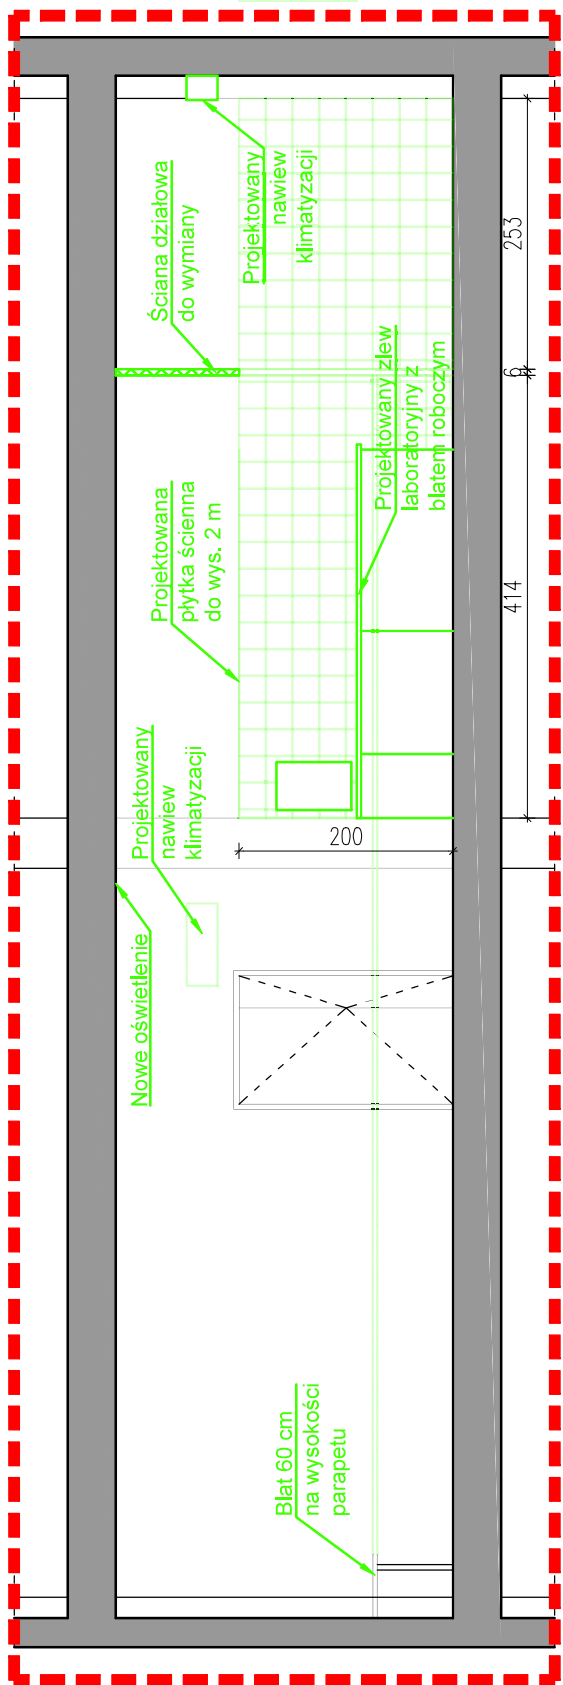 Blat 60 cm
na wysokości
parapetu
Nowe oświetlenie
Projektowany
nawiew
klimatyzacji
Projektowana
płytka ścienna
do wys. 2 m
Ściana działowa
do wymiany
Projektowany
nawiew
klimatyzacji
Projektowany zlew
laboratoryjny z
blatem roboczym
200
414
6
253